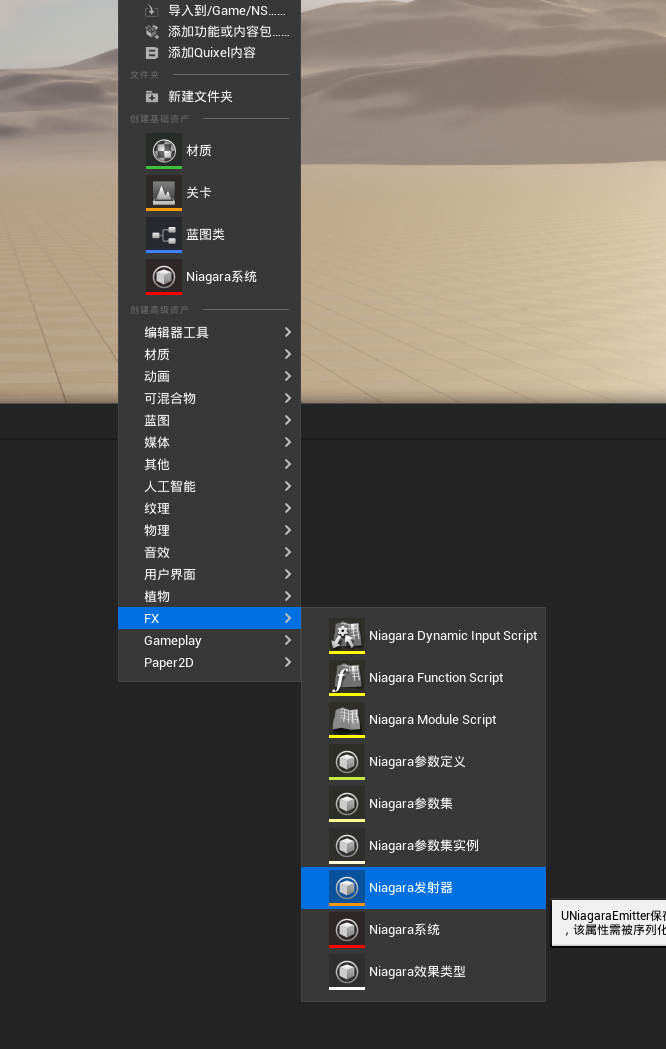 导入到/Game/NS......
添加功能或内容包......
添加Quixel内容
文件夹
新建文件夹
创建基础资产
材质
关卡
蓝图类
Niagara系统
创建高级资产
编辑器工具
材质
动画
可混合物
蓝图
媒体
其他
人工智能
纹理
物理
音效
用户界面
植物
FX
Gameplay
Paper2D
Niagara Dynamic Input Script
Niagara Function Script
Niagara Module Script
Niagara参数定义
Niagara参数集
Niagara参数集实例
Niagara发射器
Niagara系统
Niagara效果类型
UNiagaraEmitter保存
，该属性需被序列化